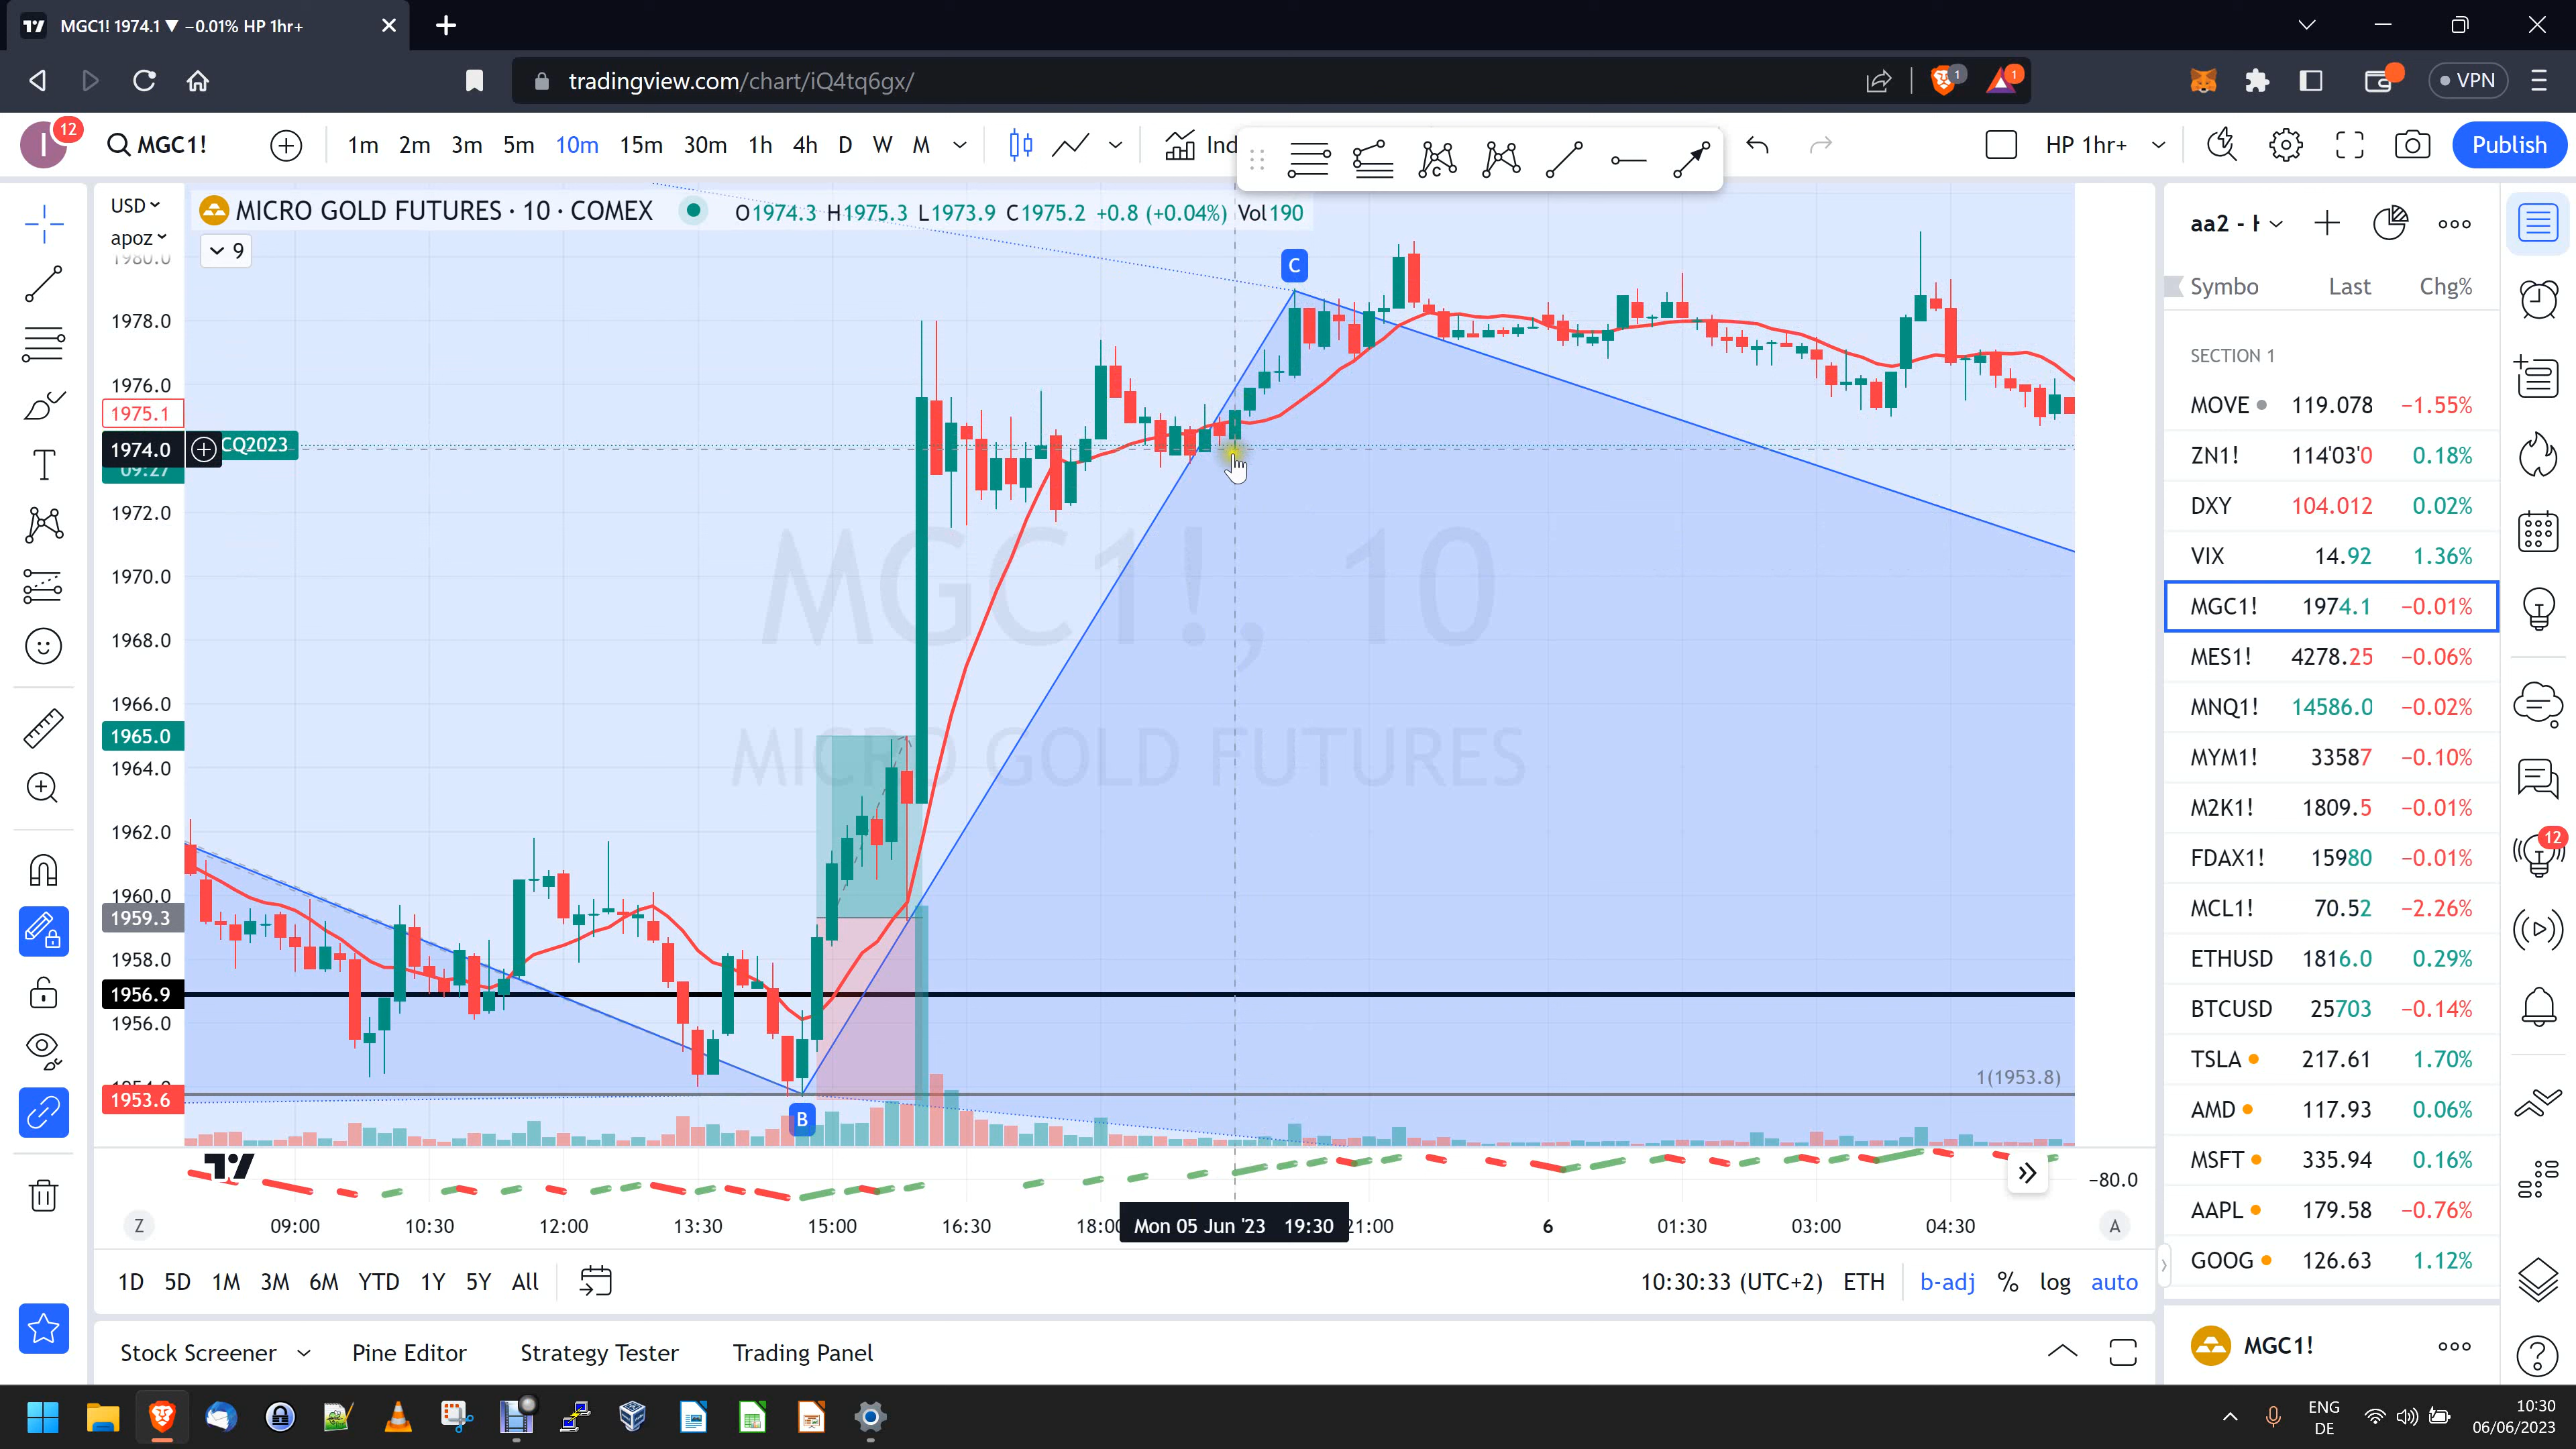 MGC1! 1974.1 ▼ −0.01% HP 1hr+
tradingview.com/chart/iQ4tq6gx/
1
1
VPN
I
12
MGC1!
1m 2m 3m 5m 10m 15m 30m 1h 4h D W M
Ind
HP 1hr+
Publish
USD
apoz
MICRO GOLD FUTURES · 10 · COMEX
O1974.3 H1975.3 L1973.9 C1975.2 +0.8 (+0.04%) Vol190
9
1980.0
1978.0
1976.0
1975.1
1974.0
CQ2023
09:27
1972.0
1970.0
1968.0
1966.0
1965.0
1964.0
1962.0
1960.0
1959.3
1958.0
1956.9
1956.0
1953.6
MGC1!, 10
MICRO GOLD FUTURES
C
B
1(1953.8)
−80.0
Z
09:00 10:30 12:00 13:30 15:00 16:30 18:00 Mon 05 Jun '23 19:30 21:00 6 01:30 03:00 04:30
A
1D 5D 1M 3M 6M YTD 1Y 5Y All
10:30:33 (UTC+2) ETH b-adj % log auto
Stock Screener Pine Editor Strategy Tester Trading Panel
aa2 -
Symbo Last Chg%
SECTION 1
MOVE 119.078 −1.55%
ZN1! 114'03'0 0.18%
DXY 104.012 0.02%
VIX 14.92 1.36%
MGC1! 1974.1 −0.01%
MES1! 4278.25 −0.06%
MNQ1! 14586.0 −0.02%
MYM1! 33587 −0.10%
M2K1! 1809.5 −0.01%
FDAX1! 15980 −0.01%
MCL1! 70.52 −2.26%
ETHUSD 1816.0 0.29%
BTCUSD 25703 −0.14%
TSLA 217.61 1.70%
AMD 117.93 0.06%
MSFT 335.94 0.16%
AAPL 179.58 −0.76%
GOOG 126.63 1.12%
MGC1!
12
ENG
DE
10:30
06/06/2023